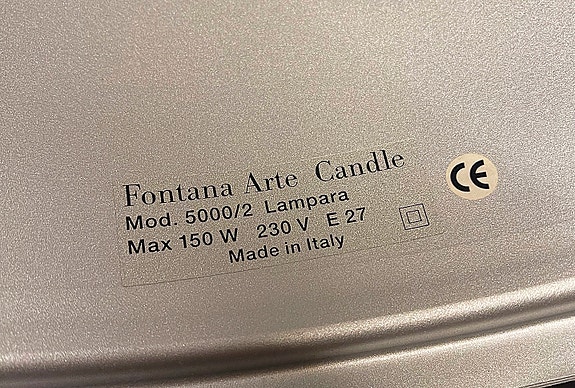 Fontana Arte Candle
Mod. 5000/2 Lampara
Max 150 W 230 V E 27
Made in Italy
CE